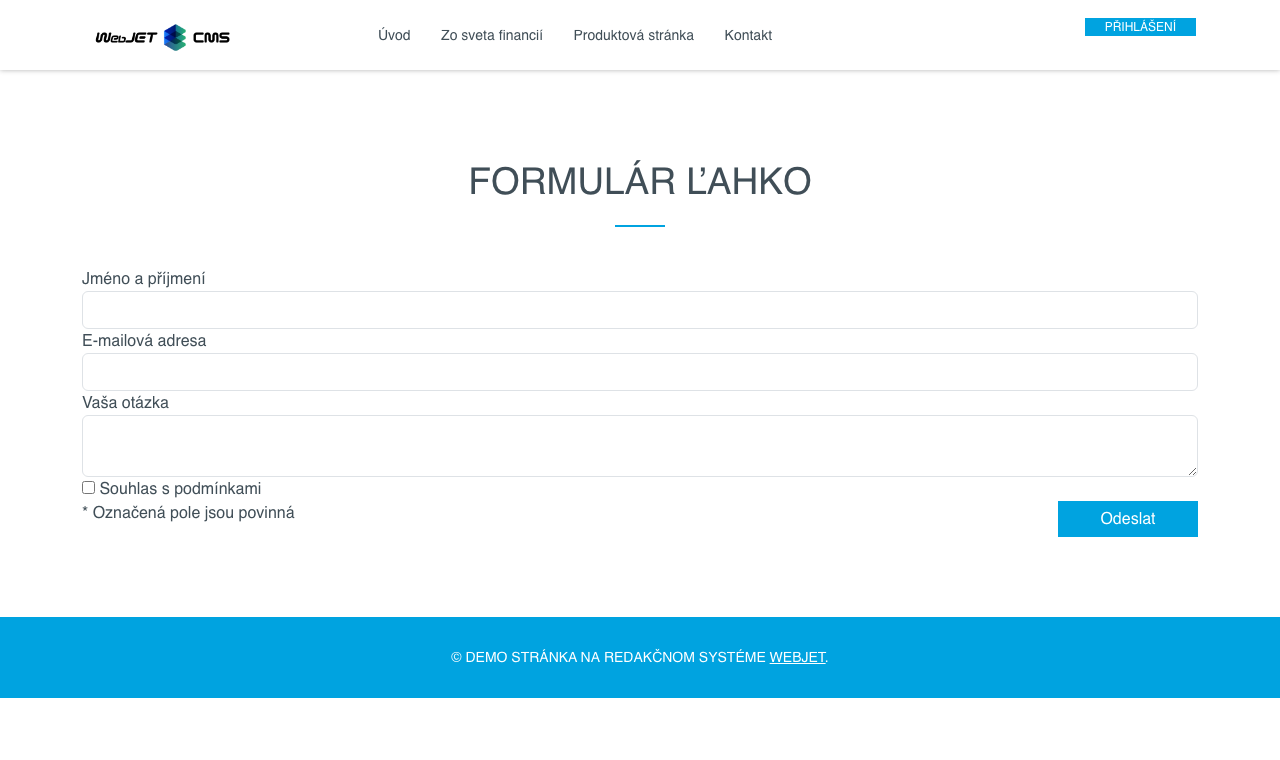 WebJET CMS
Úvod
Zo sveta financií
Produktová stránka
Kontakt
PŘIHLÁŠENÍ
FORMULÁR ĽAHKO
Jméno a příjmení
E-mailová adresa
Vaša otázka
Souhlas s podmínkami
* Označená pole jsou povinná
Odeslat
© DEMO STRÁNKA NA REDAKČNOM SYSTÉME WEBJET.